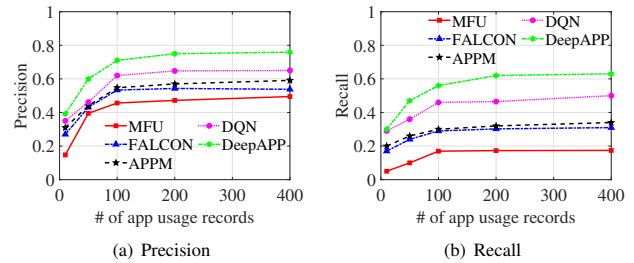 1
0.8
0.6
0.4
0.2
0
Precision
MFU
FALCON
APPM
DQN
DeepAPP
0 100 200 300 400
# of app usage records
(a) Precision
1
0.8
0.6
0.4
0.2
0
Recall
MFU
FALCON
APPM
DQN
DeepAPP
0 100 200 300 400
# of app usage records
(b) Recall